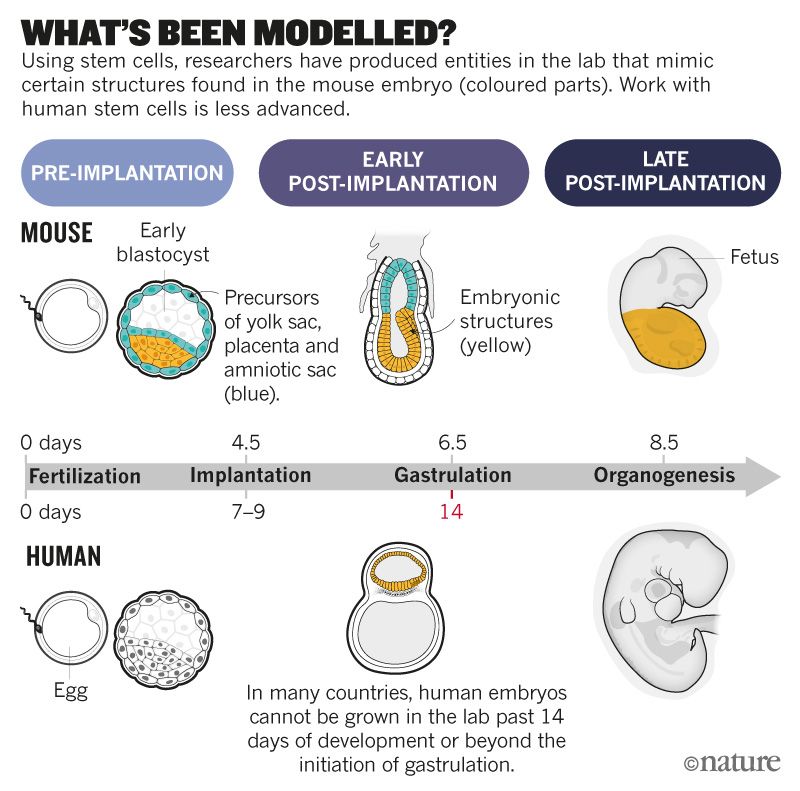 WHAT'S BEEN MODELLED?
Using stem cells, researchers have produced entities in the lab that mimic
certain structures found in the mouse embryo (coloured parts). Work with
human stem cells is less advanced.
PRE-IMPLANTATION
EARLY
POST-IMPLANTATION
LATE
POST-IMPLANTATION
MOUSE
Early
blastocyst
Precursors
of yolk sac,
placenta and
amniotic sac
(blue).
Embryonic
structures
(yellow)
Fetus
0 days
4.5
6.5
8.5
Fertilization
Implantation
Gastrulation
Organogenesis
0 days
7–9
14
HUMAN
Egg
In many countries, human embryos
cannot be grown in the lab past 14
days of development or beyond the
initiation of gastrulation.
©nature